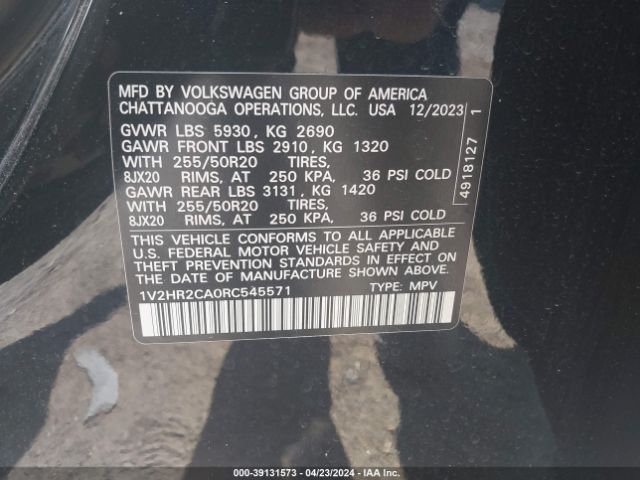 MFD BY VOLKSWAGEN GROUP OF AMERICA
CHATTANOOGA OPERATIONS, LLC. USA 12/2023
GVWR LBS 5930, KG 2690
GAWR FRONT LBS 2910, KG 1320
WITH 255/50R20 TIRES,
8JX20 RIMS, AT 250 KPA, 36 PSI COLD
GAWR REAR LBS 3131, KG 1420
WITH 255/50R20 TIRES,
8JX20 RIMS, AT 250 KPA, 36 PSI COLD
THIS VEHICLE CONFORMS TO ALL APPLICABLE
U.S. FEDERAL MOTOR VEHICLE SAFETY AND
THEFT PREVENTION STANDARDS IN EFFECT ON
THE DATE OF MANUFACTURE SHOWN ABOVE.
1V2HR2CA0RC545571 TYPE: MPV
4918127 1
000-39131573 - 04/23/2024 - IAA Inc.